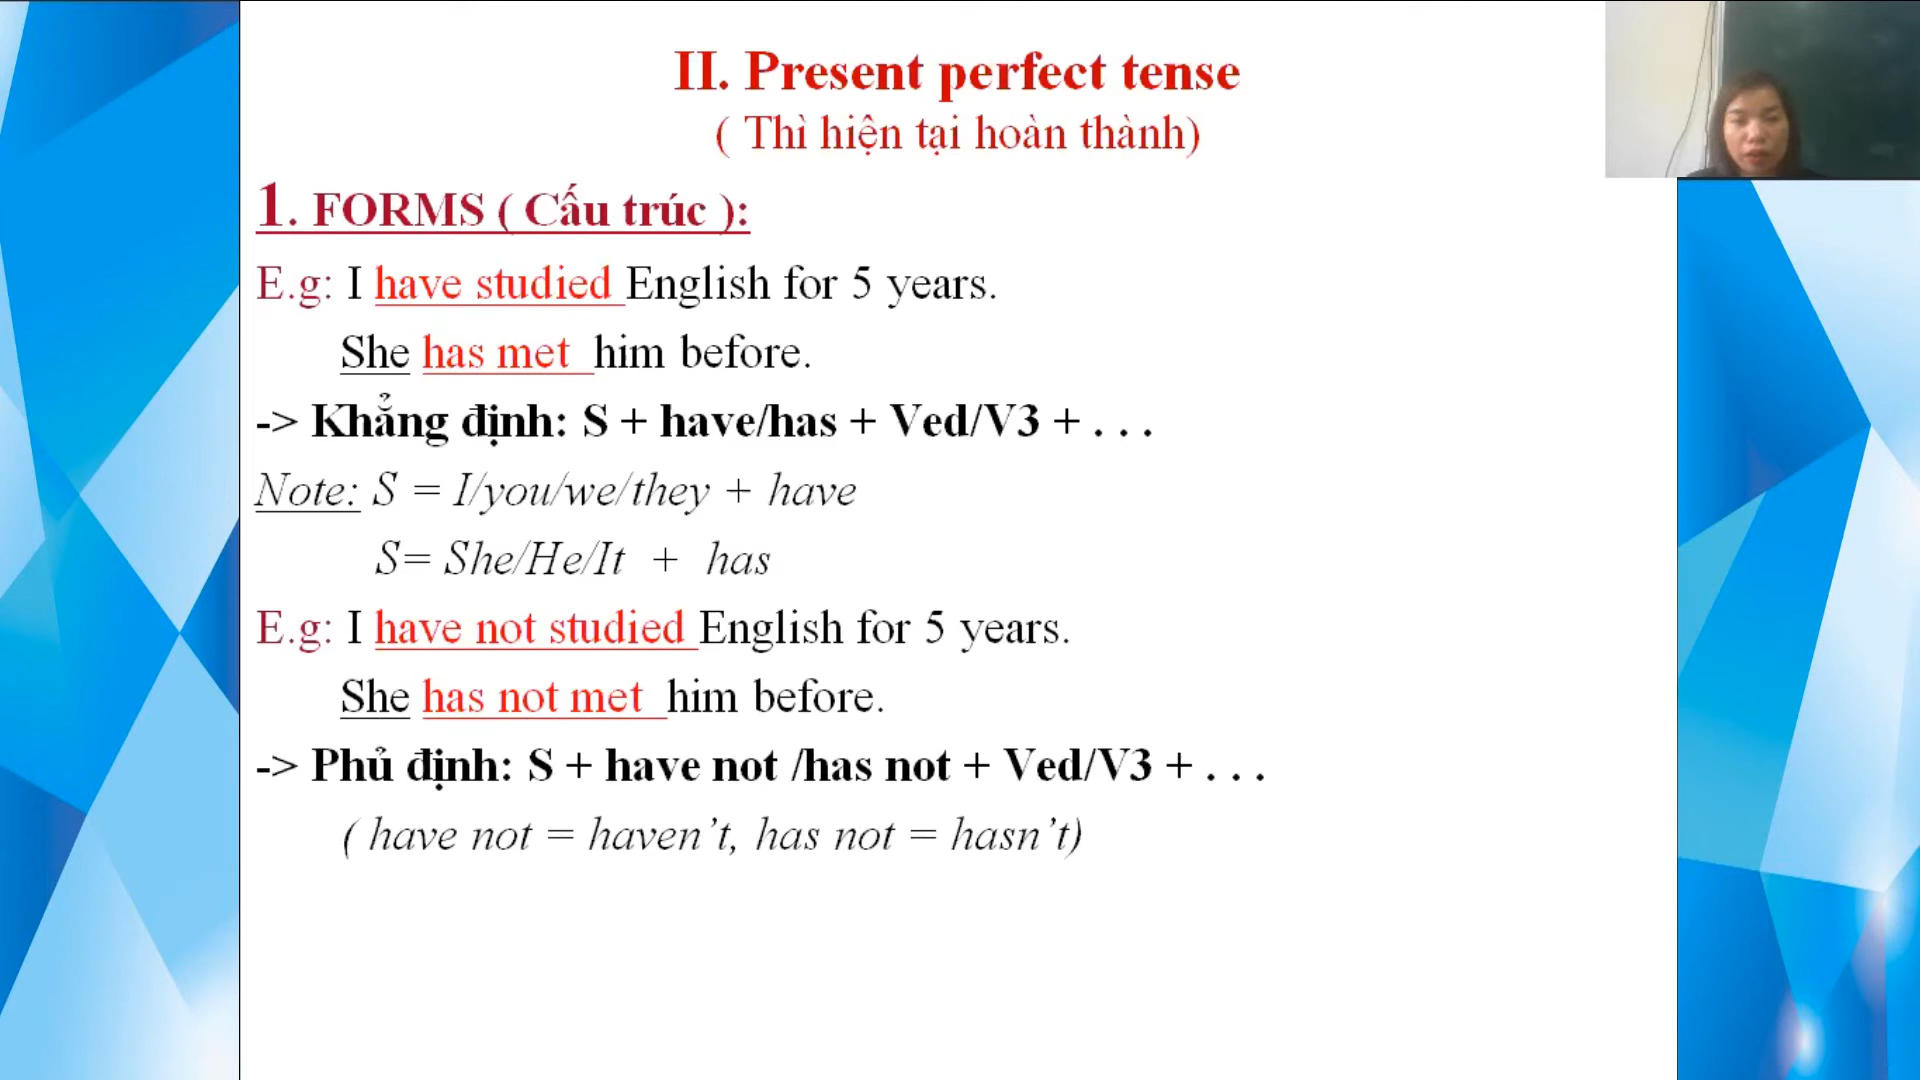 II. Present perfect tense
( Thì hiện tại hoàn thành)
1. FORMS ( Cấu trúc ):
E.g: I have studied English for 5 years.
She has met him before.
-> Khẳng định: S + have/has + Ved/V3 + . . .
Note: S = I/you/we/they + have
S= She/He/It + has
E.g: I have not studied English for 5 years.
She has not met him before.
-> Phủ định: S + have not /has not + Ved/V3 + . . .
( have not = haven’t, has not = hasn’t)